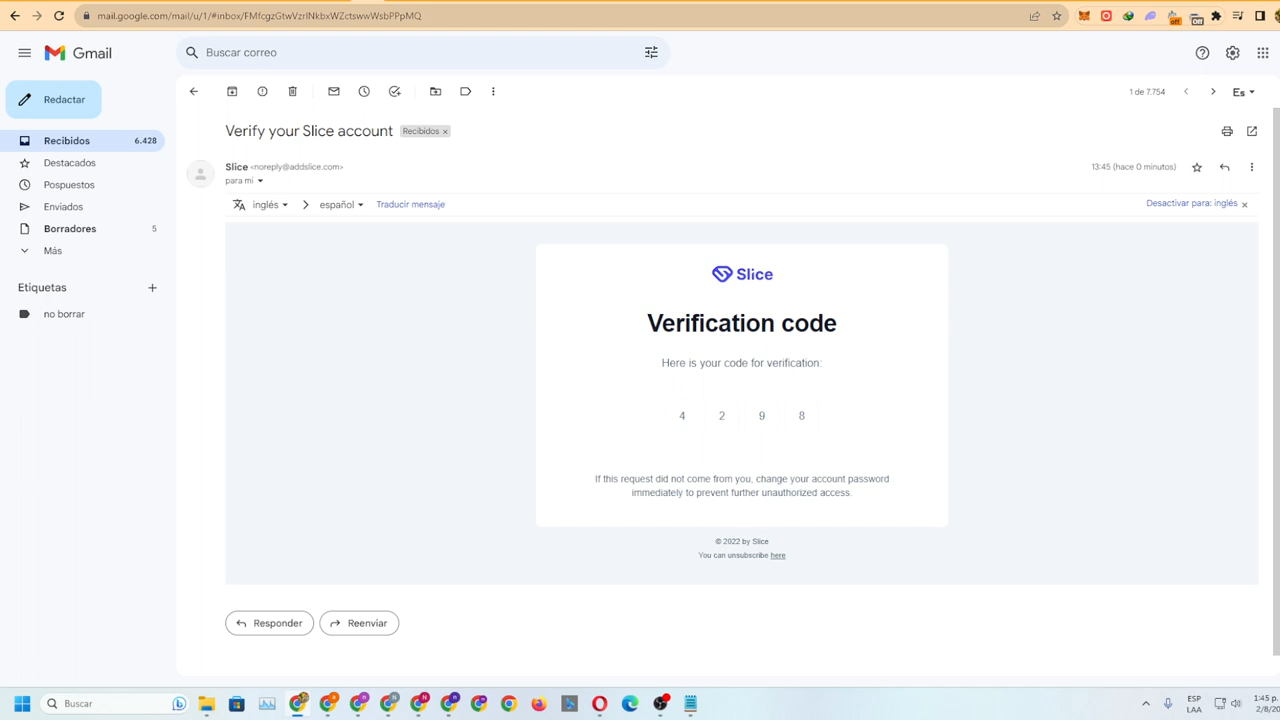 mail.google.com/mail/u/1/#inbox/FMfcgzGtwVzrlNkbxWZctswwWsbPPpMQ
Gmail
Buscar correo
Redactar
1 de 7.754
Es
Verify your Slice account
Recibidos x
Recibidos 6.428
Destacados
Pospuestos
Enviados
Borradores 5
Más
Etiquetas +
no borrar
Slice <noreply@addslice.com>
13:45 (hace 0 minutos)
para mí
inglés > español Traducir mensaje
Desactivar para: inglés x
Slice
Verification code
Here is your code for verification:
4 2 9 8
If this request did not come from you, change your account password
immediately to prevent further unauthorized access.
© 2022 by Slice
You can unsubscribe here
Responder
Reenviar
Buscar
ESP
LAA
1:45 p.
2/8/20